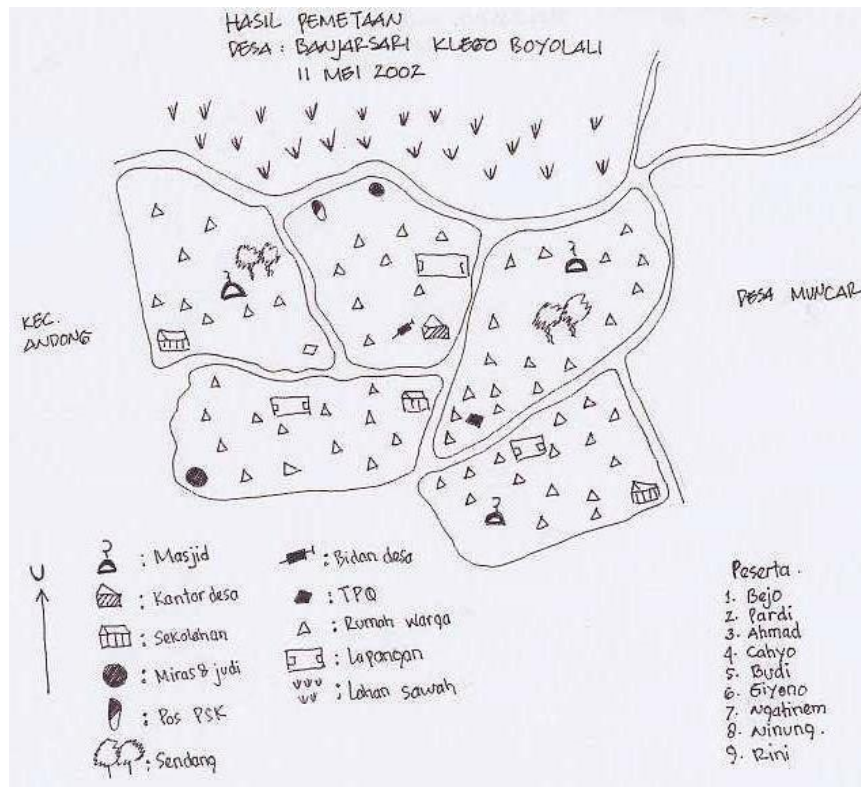 HASIL PEMETAAN
DESA : BANJARSARI KLEGO BOYOLALI
11 MEI 2002
KEC.
ANDONG
DESA MUNCAR
U
: Masjid
: Kantor desa
: Sekolahan
: Miras & judi
: Pos PSK
: Sendang
: Bidan desa
: TPQ
: Rumah warga
: Lapangan
: Lahan sawah
Peserta .
1. Bejo
2. Pardi
3. Ahmad
4. Cahyo
5. Budi
6. Giyono
7. Ngatinem
8. Ninung .
9. Rini